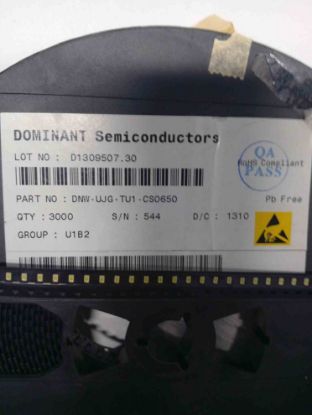 DOMINANT Semiconductors
LOT NO : D1309507.30
QA PASS
RoHS Compliant
PART NO : DNW-UJG-TU1-CS0650
Pb Free
QTY : 3000 S/N : 544 D/C : 1310
GROUP : U1B2